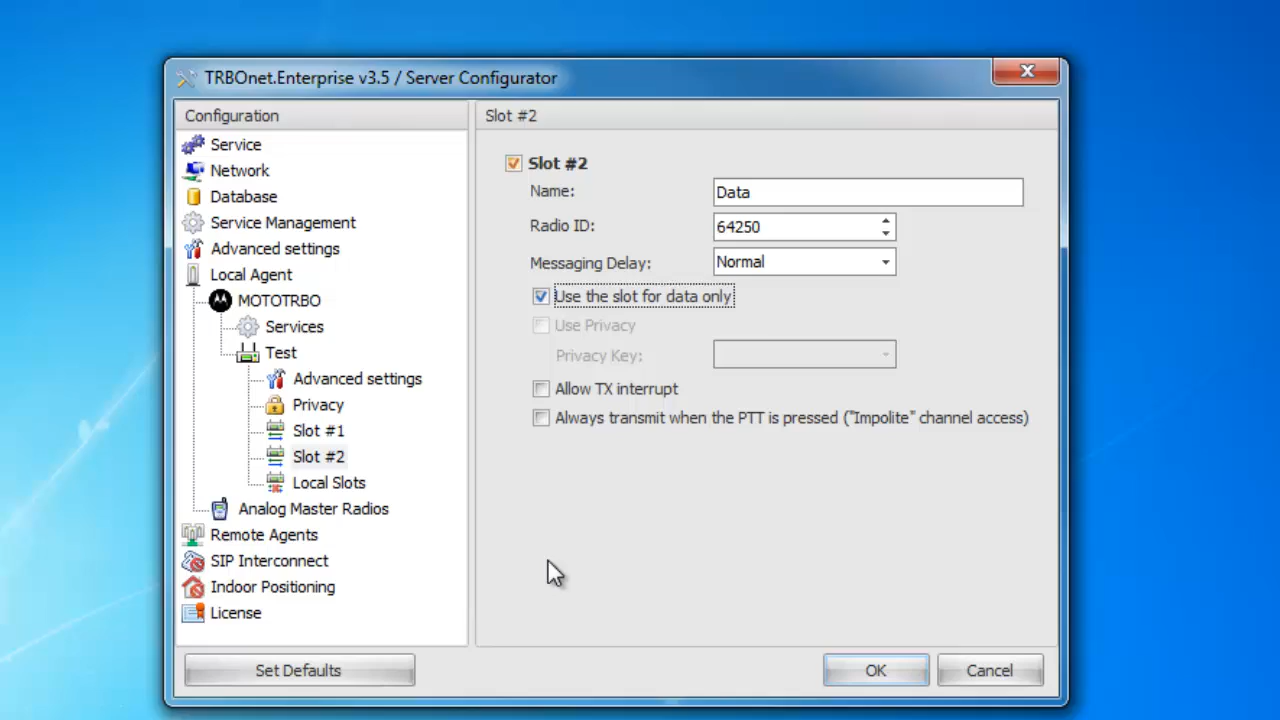 TRBOnet.Enterprise v3.5 / Server Configurator
Configuration
Service
Network
Database
Service Management
Advanced settings
Local Agent
MOTOTRBO
Services
Test
Advanced settings
Privacy
Slot #1
Slot #2
Local Slots
Analog Master Radios
Remote Agents
SIP Interconnect
Indoor Positioning
License
Set Defaults
Slot #2
Slot #2
Name: Data
Radio ID: 64250
Messaging Delay: Normal
Use the slot for data only
Use Privacy
Privacy Key:
Allow TX interrupt
Always transmit when the PTT is pressed ("Impolite" channel access)
OK Cancel